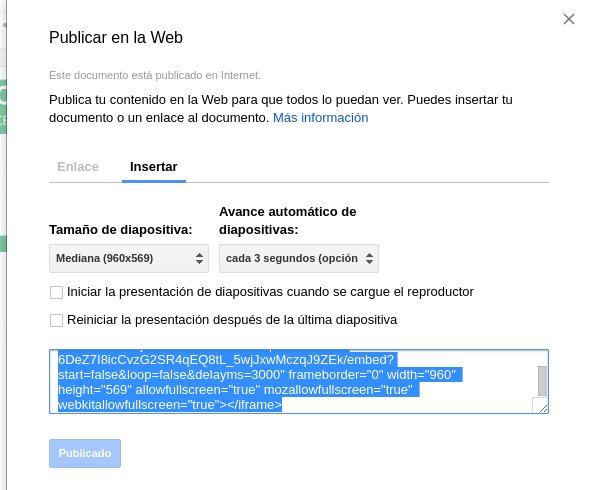 Publicar en la Web
Este documento está publicado en Internet.
Publica tu contenido en la Web para que todos lo puedan ver. Puedes insertar tu
documento o un enlace al documento. Más información
Enlace
Insertar
Tamaño de diapositiva:
Avance automático de
diapositivas:
Mediana (960x569)
cada 3 segundos (opción
Iniciar la presentación de diapositivas cuando se cargue el reproductor
Reiniciar la presentación después de la última diapositiva
6DeZ7I8icCvzG2SR4qEQ8tL_5wjJxwMczqJ9ZEk/embed?
start=false&loop=false&delayms=3000" frameborder="0" width="960"
height="569" allowfullscreen="true" mozallowfullscreen="true"
webkitallowfullscreen="true"></iframe>
Publicado